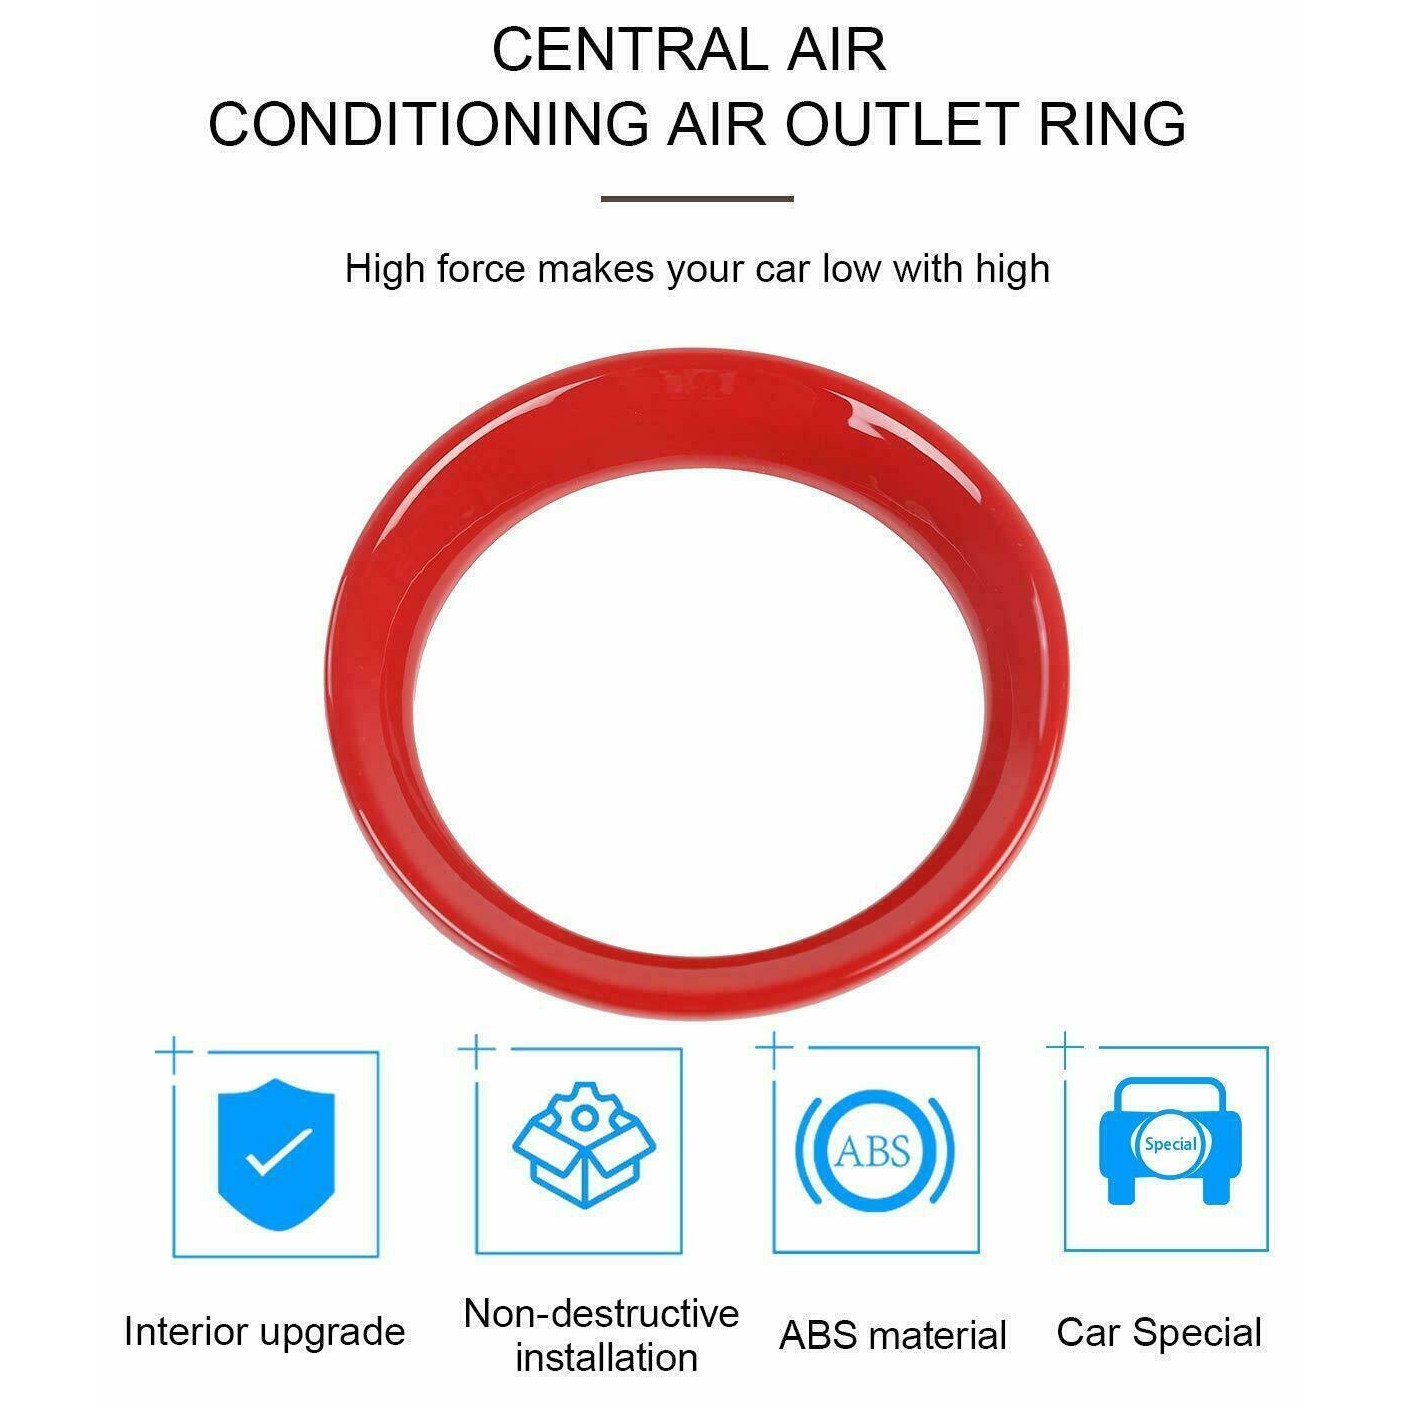 CENTRAL AIR
CONDITIONING AIR OUTLET RING
High force makes your car low with high
ABS
Special
Interior upgrade
Non-destructive
installation
ABS material
Car Special